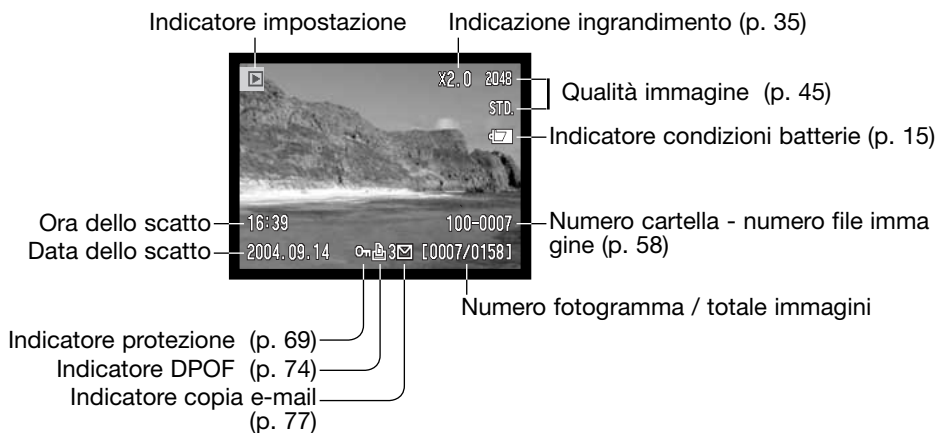 Indicatore impostazione
Indicazione ingrandimento (p. 35)
X2.0 2048
STD.
Qualità immagine (p. 45)
Indicatore condizioni batterie (p. 15)
Ora dello scatto
16:39
100-0007
Numero cartella - numero file imma
gine (p. 58)
Data dello scatto
2004.09.14
3
[0007/0158]
Numero fotogramma / totale immagini
Indicatore protezione (p. 69)
Indicatore DPOF (p. 74)
Indicatore copia e-mail
(p. 77)